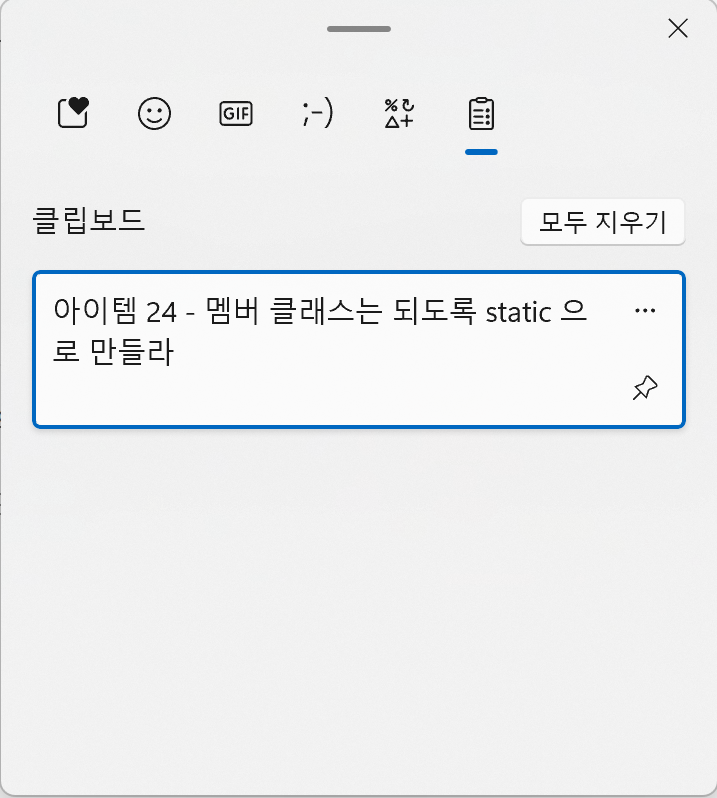 GIF
;-)
클립보드
모두 지우기
아이템 24 - 멤버 클래스는 되도록 static 으
로 만들라